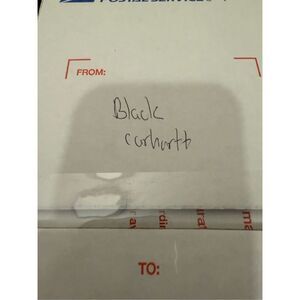 POSTAL SERVICE
FROM:
Black
carhartt
TO: